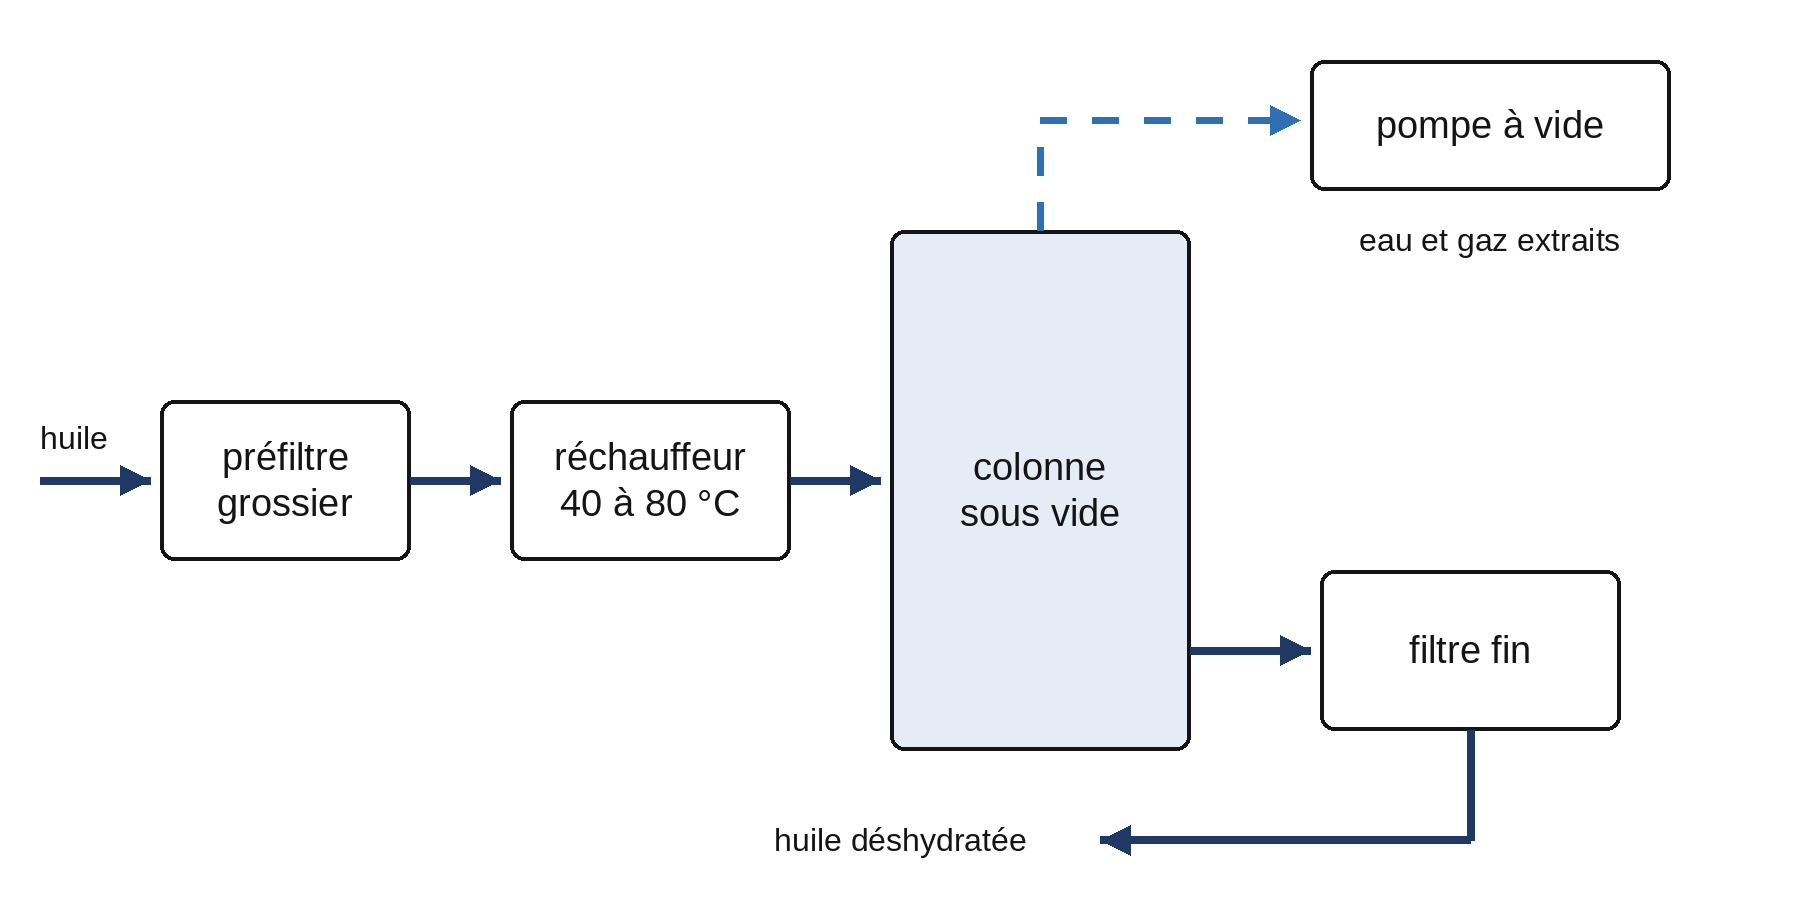 pompe à vide
eau et gaz extraits
huile
préfiltre
grossier
réchauffeur
40 à 80 °C
colonne
sous vide
filtre fin
huile déshydratée